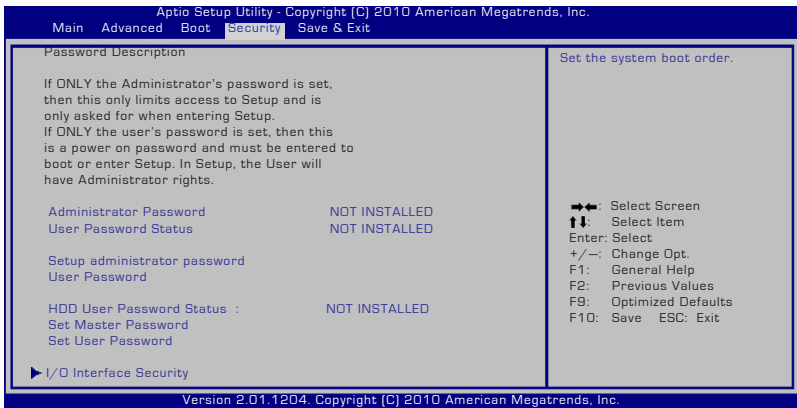 Aptio Setup Utility - Copyright (C) 2010 American Megatrends, Inc.
Main Advanced Boot Security Save & Exit
Password Description
If ONLY the Administrator's password is set,
then this only limits access to Setup and is
only asked for when entering Setup.
If ONLY the user's password is set, then this
is a power on password and must be entered to
boot or enter Setup. In Setup, the User will
have Administrator rights.
Administrator Password NOT INSTALLED
User Password Status NOT INSTALLED
Setup administrator password
User Password
HDD User Password Status : NOT INSTALLED
Set Master Password
Set User Password
I/O Interface Security
Set the system boot order.
→←: Select Screen
↑↓: Select Item
Enter: Select
+/—: Change Opt.
F1: General Help
F2: Previous Values
F9: Optimized Defaults
F10: Save ESC: Exit
Version 2.01.1204. Copyright (C) 2010 American Megatrends, Inc.